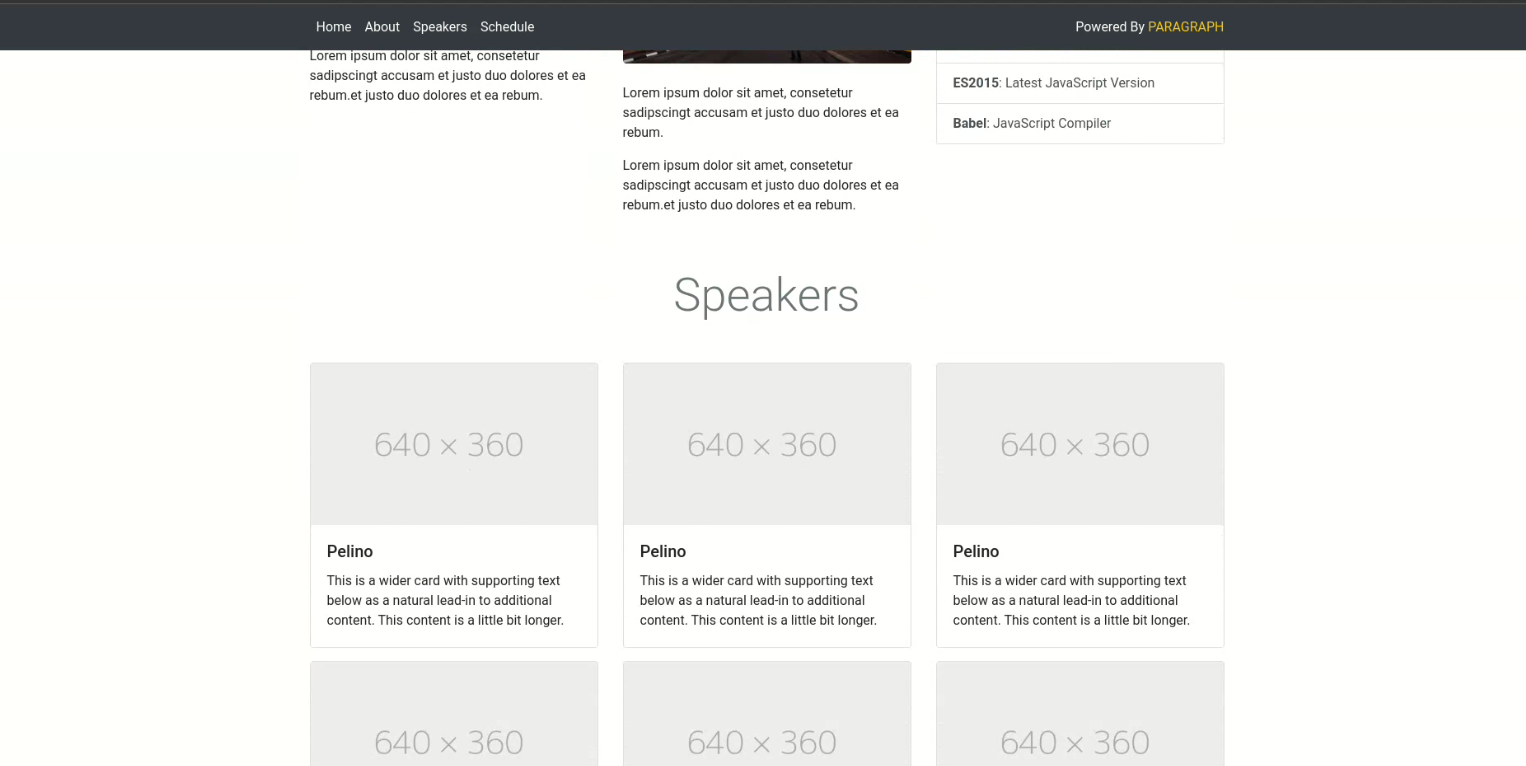 Home About Speakers Schedule Powered By PARAGRAPH
Lorem ipsum dolor sit amet, consetetur
sadipscingt accusam et justo duo dolores et ea
rebum.et justo duo dolores et ea rebum.
Lorem ipsum dolor sit amet, consetetur
sadipscingt accusam et justo duo dolores et ea
rebum.
Lorem ipsum dolor sit amet, consetetur
sadipscingt accusam et justo duo dolores et ea
rebum.et justo duo dolores et ea rebum.
ES2015: Latest JavaScript Version
Babel: JavaScript Compiler
Speakers
640 × 360
Pelino
This is a wider card with supporting text
below as a natural lead-in to additional
content. This content is a little bit longer.
640 × 360
Pelino
This is a wider card with supporting text
below as a natural lead-in to additional
content. This content is a little bit longer.
640 × 360
Pelino
This is a wider card with supporting text
below as a natural lead-in to additional
content. This content is a little bit longer.
640 × 360
640 × 360
640 × 360